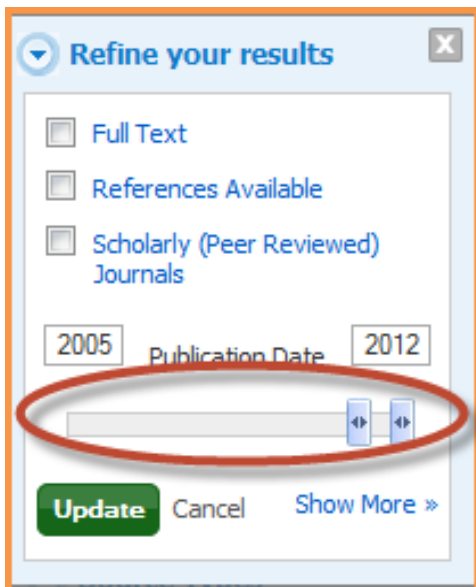 Refine your results
Full Text
References Available
Scholarly (Peer Reviewed)
Journals
2005 Publication Date 2012
Update Cancel Show More »